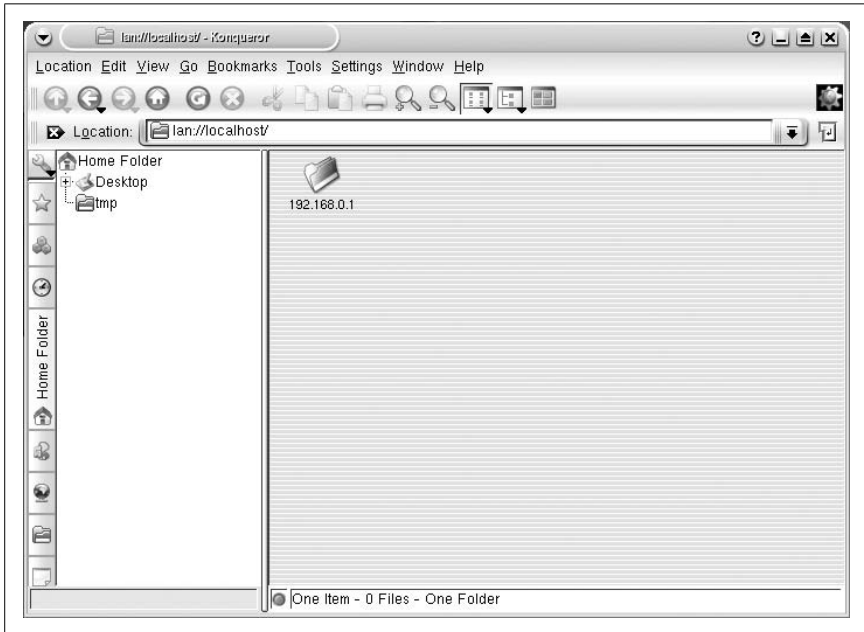 lan://localhost/ - Konqueror
Location Edit View Go Bookmarks Tools Settings Window Help
Location: lan://localhost/
Home Folder
Desktop
tmp
192.168.0.1
Home Folder
One Item - 0 Files - One Folder